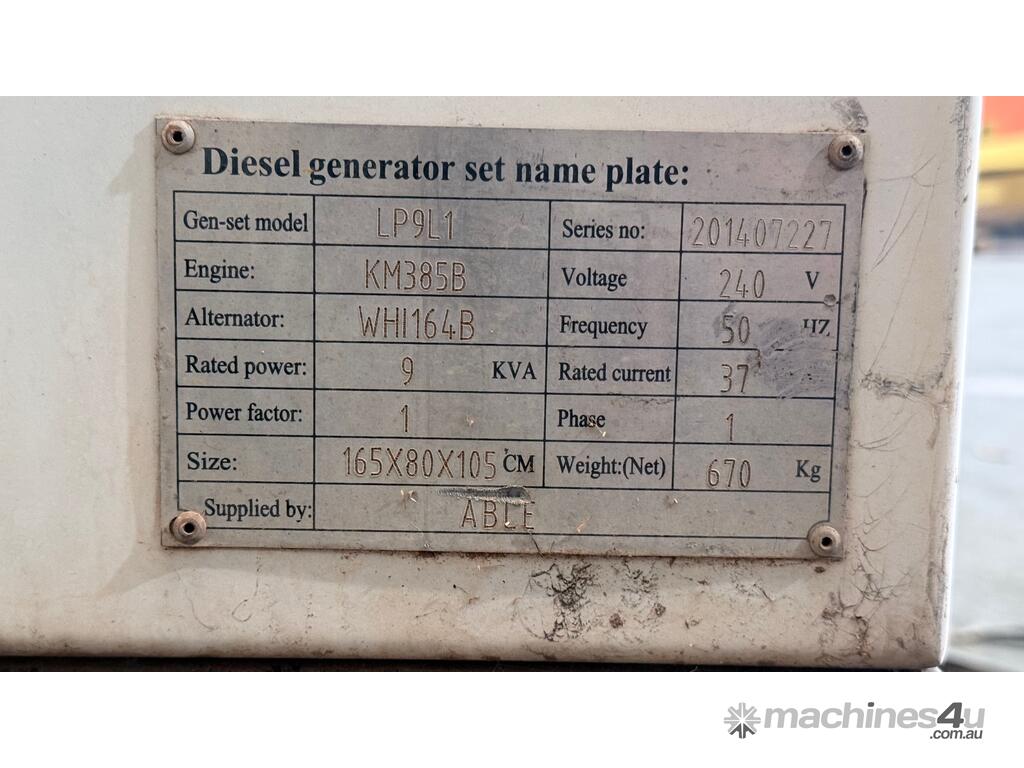 Diesel generator set name plate:
Gen-set model LP9L1 Series no: 201407227
Engine: KM385B Voltage 240 V
Alternator: WHI164B Frequency 50 HZ
Rated power: 9 KVA Rated current 37
Power factor: 1 Phase 1
Size: 165X80X105 CM Weight:(Net) 670 Kg
Supplied by: ABLE
machines4u
.com.au